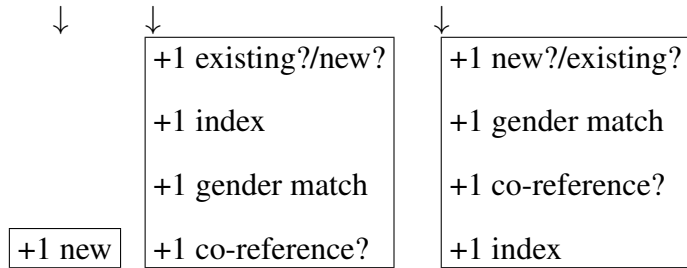 ↓ ↓ ↓
+1 existing?/new? +1 new?/existing?
+1 index +1 gender match
+1 gender match +1 co-reference?
+1 new +1 co-reference? +1 index